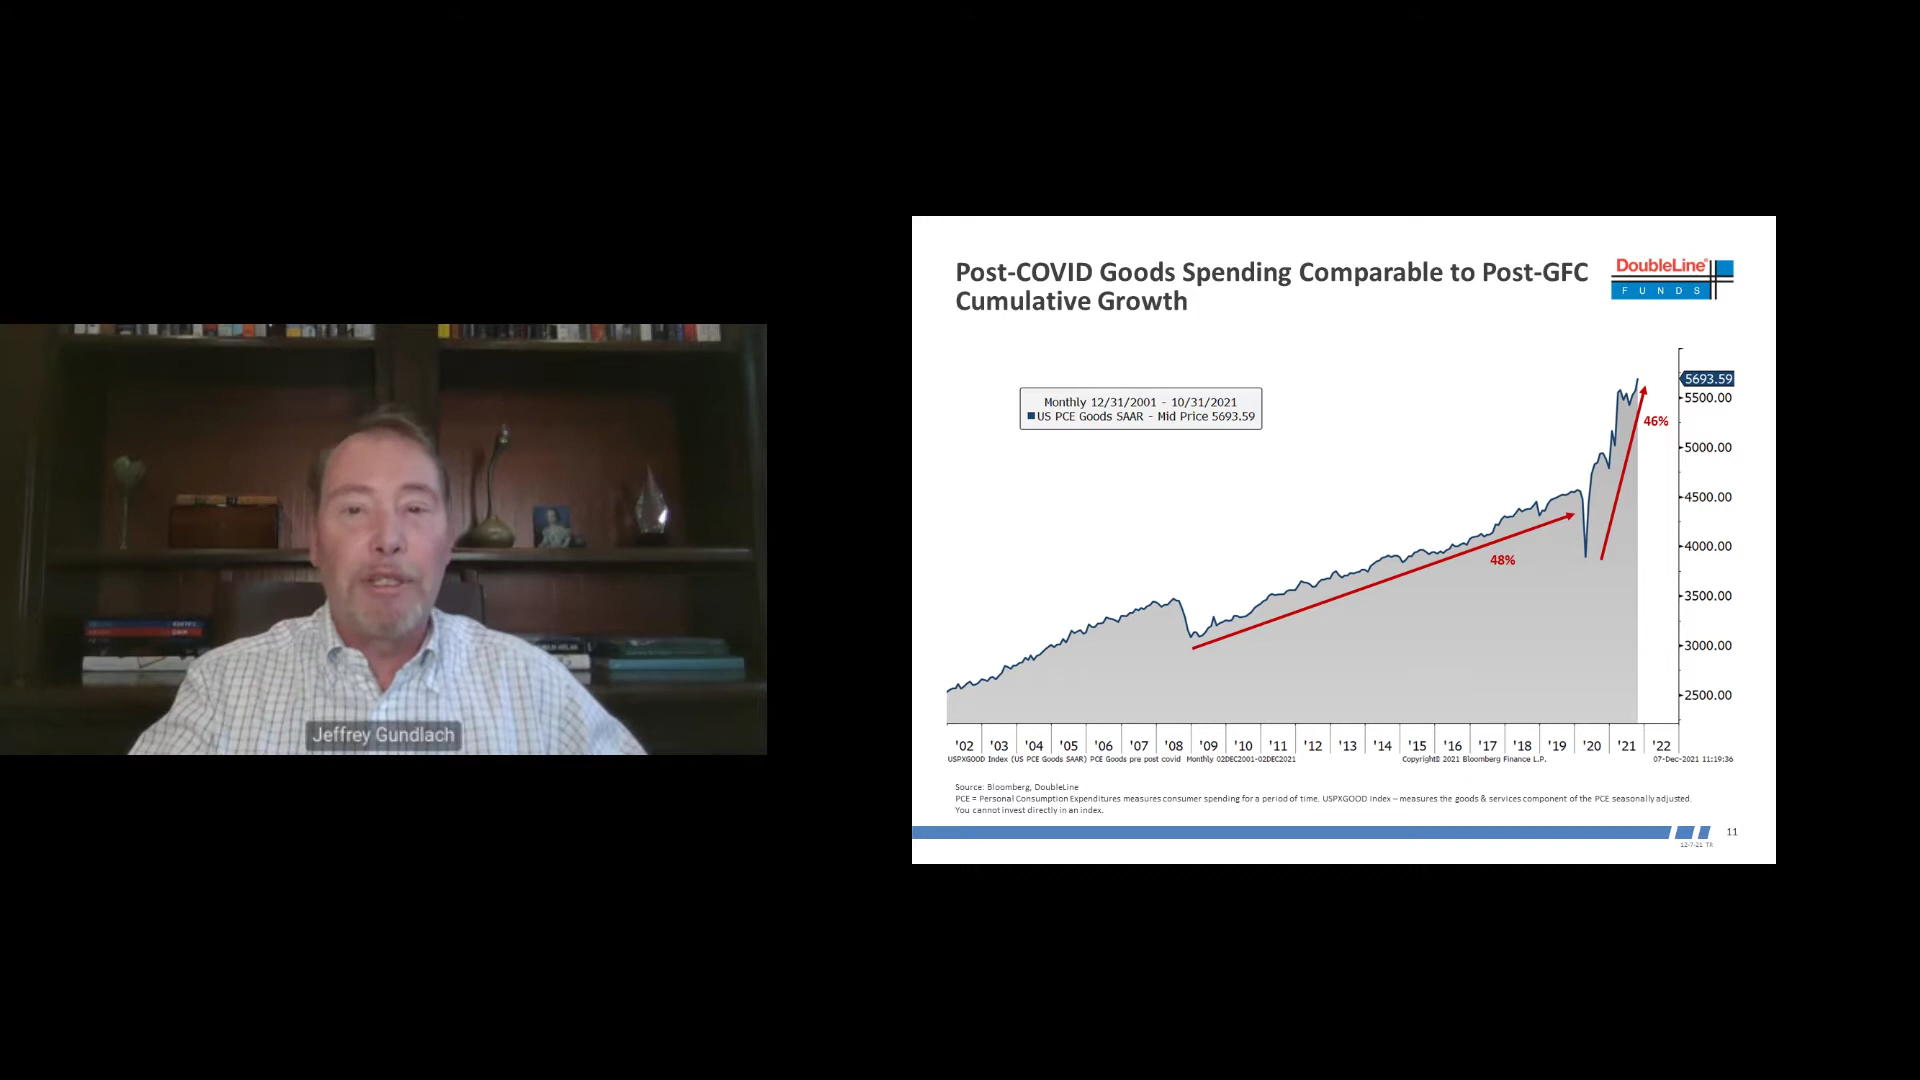 Jeffrey Gundlach
Post-COVID Goods Spending Comparable to Post-GFC
Cumulative Growth
DoubleLine®
FUNDS
Monthly 12/31/2001 - 10/31/2021
US PCE Goods SAAR - Mid Price 5693.59
5693.59
5500.00
46%
5000.00
4500.00
4000.00
48%
3500.00
3000.00
2500.00
'02 '03 '04 '05 '06 '07 '08 '09 '10 '11 '12 '13 '14 '15 '16 '17 '18 '19 '20 '21 '22
USPXGOOD Index (US PCE Goods SAAR) PCE Goods pre post covid Monthly 02DEC2001-02DEC2021 Copyright© 2021 Bloomberg Finance L.P. 07-Dec-2021 11:19:36
Source: Bloomberg, DoubleLine
PCE = Personal Consumption Expenditures measures consumer spending for a period of time. USPXGOOD Index – measures the goods & services component of the PCE seasonally adjusted.
You cannot invest directly in an index.
11
12-7-21 TR